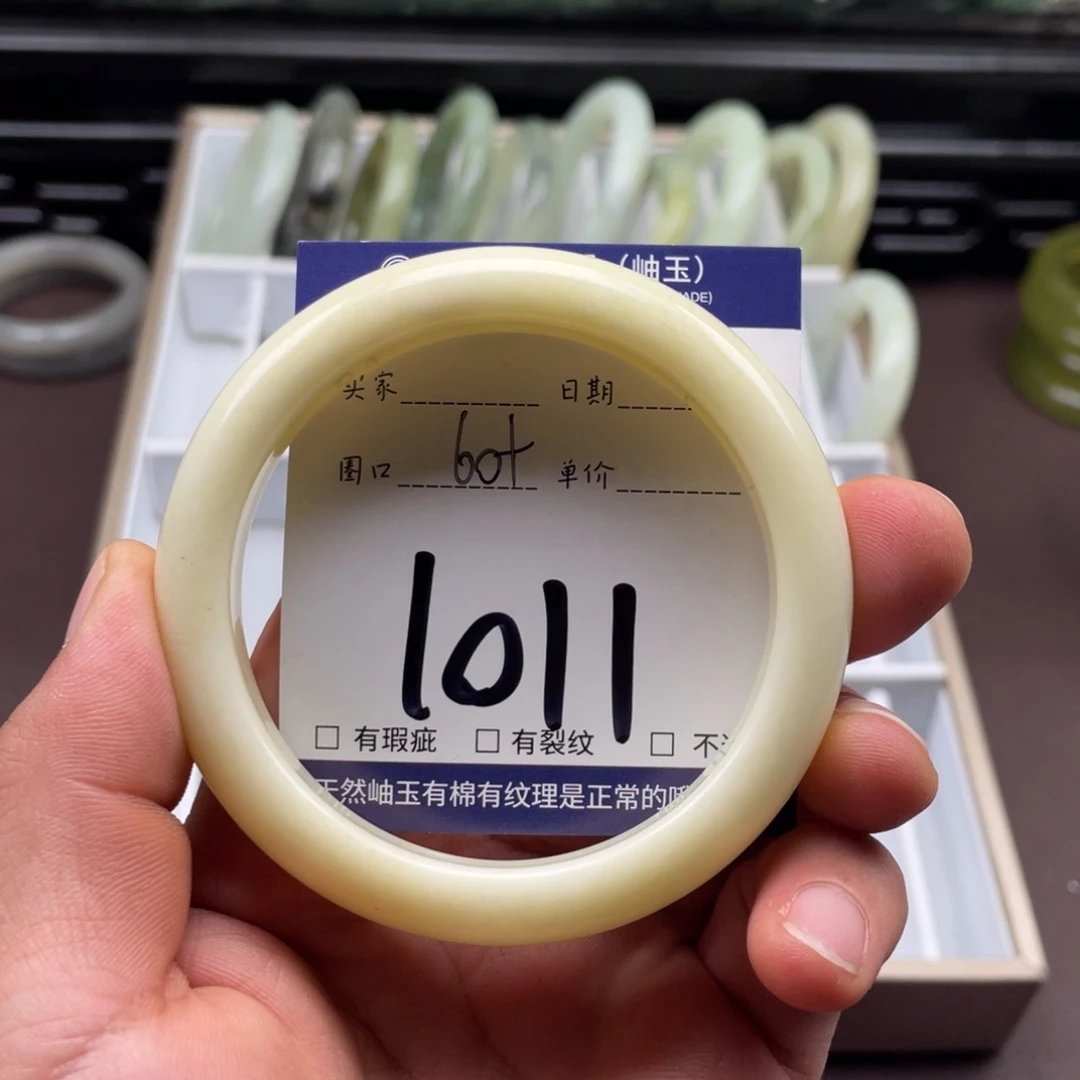 （岫玉）
ADE)
买家 日期
圈口 60+ 单价
1011
□ 有瑕疵 □ 有裂纹 □ 不
天然岫玉有棉有纹理是正常的